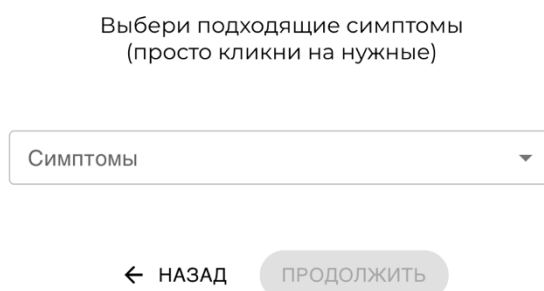 Выбери подходящие симптомы
(просто кликни на нужные)
Симптомы
НАЗАД
ПРОДОЛЖИТЬ